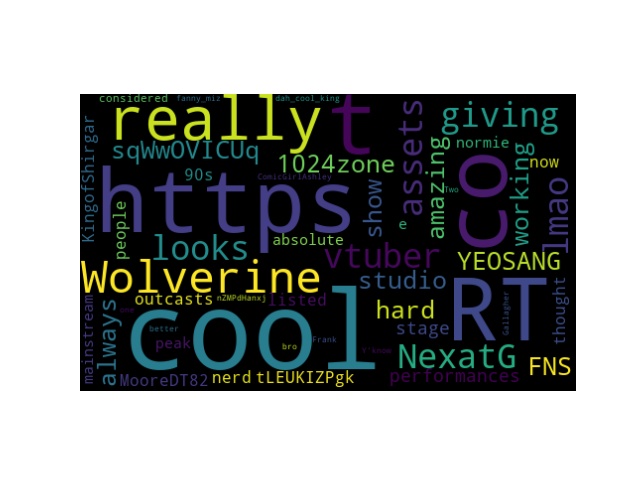 considered fanny_miz dah_cool_king
really t assets giving
sqWwOVICUq 1024zone amazing normie
KingofShirgar 90s ComicGirlAshley show Two working now
https co lmao
people absolute e
looks vtuber YEOSANG
Wolverine studio
outcasts nZMPdHanxj listed hard RT Gallagher thought
mainstream always one cool stage
better peak bro Frank NexatG
MooreDT82 nerd tLEUKIZPgk performances FNS